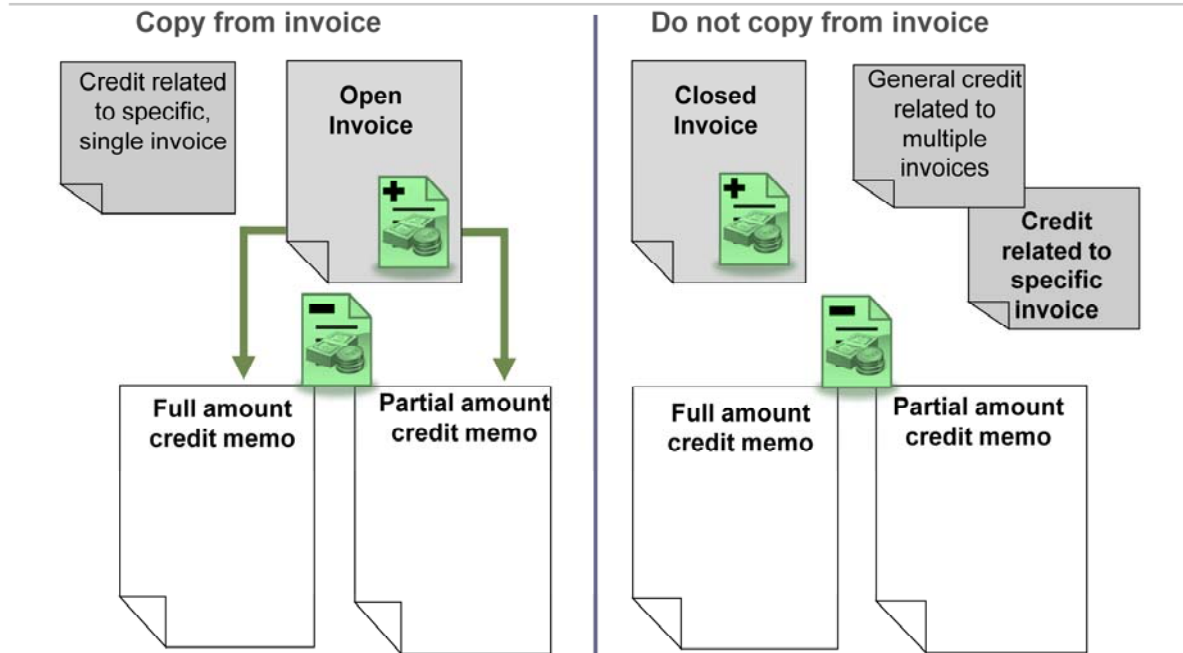 Copy from invoice
Credit related
to specific,
single invoice
Open
Invoice
Full amount
credit memo
Partial amount
credit memo
Do not copy from invoice
Closed
Invoice
General credit
related to
multiple
invoices
Credit
related to
specific
invoice
Full amount
credit memo
Partial amount
credit memo